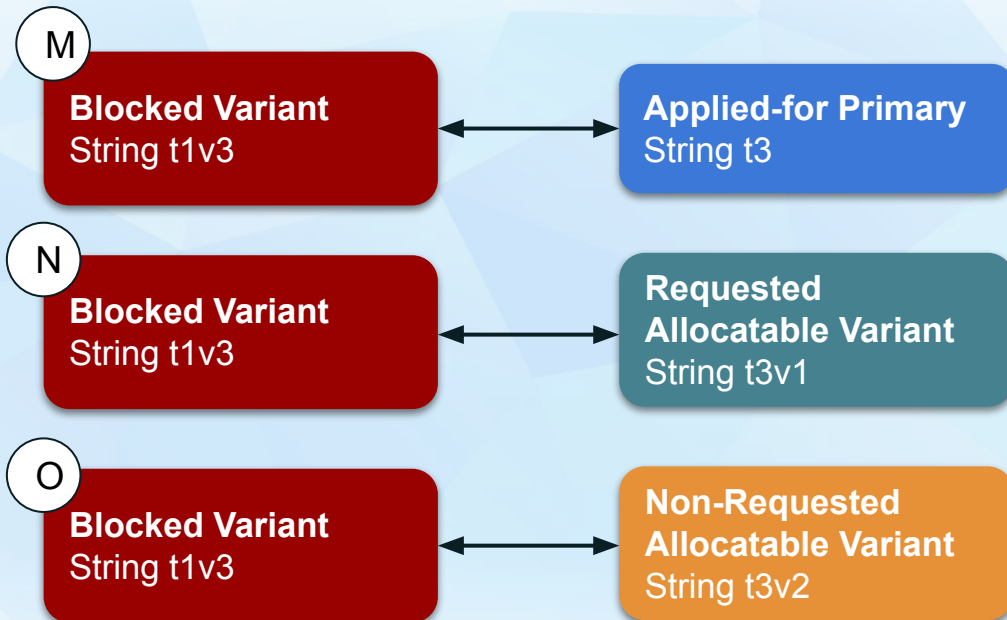 M
Blocked Variant
String t1v3
Applied-for Primary
String t3
N
Blocked Variant
String t1v3
Requested
Allocatable Variant
String t3v1
O
Blocked Variant
String t1v3
Non-Requested
Allocatable Variant
String t3v2